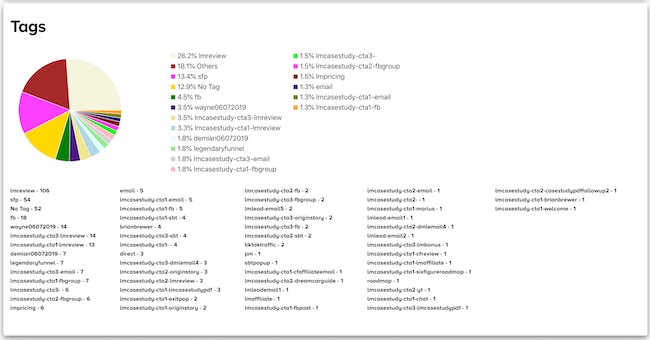 Tags
26.2% lmreview
18.1% Others
13.4% sfp
12.9% No Tag
4.5% fb
3.5% wayne06072019
3.5% lmcasestudy-cta3-lmreview
3.3% lmcasestudy-cta1-lmreview
1.8% demian06072019
1.8% legendaryfunnel
1.8% lmcasestudy-cta3-email
1.8% lmcasestudy-cta1-fbgroup
1.5% lmcasestudy-cta3-
1.5% lmcasestudy-cta2-fbgroup
1.5% lmpricing
1.3% email
1.3% lmcasestudy-cta1-email
1.3% lmcasestudy-cta1-fb
lmreview - 106
sfp - 54
No Tag - 52
fb - 18
wayne06072019 - 14
lmcasestudy-cta3-lmreview - 14
lmcasestudy-cta1-lmreview - 13
demian06072019 - 7
legendaryfunnel - 7
lmcasestudy-cta3-email - 7
lmcasestudy-cta1-fbgroup - 7
lmcasestudy-cta3- - 6
lmcasestudy-cta2-fbgroup - 6
lmpricing - 6
email - 5
lmcasestudy-cta1-email - 5
lmcasestudy-cta1-fb - 5
lmcasestudy-cta1-sbt - 4
brianbrewer - 4
lmcasestudy-cta3-sbt - 4
lmcasestudy-cta1- - 4
direct - 3
lmcasestudy-cta3-dmlemail4 - 3
lmcasestudy-cta2-originstory - 3
lmcasestudy-cta2-lmreview - 3
lmcasestudy-cta1-lmcasestudypdf - 3
lmcasestudy-cta1-exitpop - 2
lmcasestudy-cta1-originstory - 2
lmcasestudy-cta2-fb - 2
lmcasestudy-cta3-fbgroup - 2
lmlead-email5 - 2
lmcasestudy-cta3-originstory - 2
lmcasestudy-cta3-fb - 2
lmcasestudy-cta2-sbt - 2
tiktoktraffic - 2
pm - 1
sbtpopup - 1
lmcasestudy-cta1-cfaffiliateemail - 1
lmcasestudy-cta2-dreamcarguide - 1
lmleademail1 - 1
lmaffiliate - 1
lmcasestudy-cta1-fbpost - 1
lmcasestudy-cta2-email - 1
lmcasestudy-cta2- - 1
lmcasestudy-cta1-marius - 1
lmcasestudy-cta2-dmlemail4 - 1
lmlead-email1 - 1
lmlead-email2 - 1
lmcasestudy-cta3-lmbonus - 1
lmcasestudy-cta1-cfreview - 1
lmcasestudy-cta1-lmaffiliate - 1
lmcasestudy-cta1-sixfigureroadmap - 1
roadmap - 1
lmcasestudy-cta2-yt - 1
lmcasestudy-cta1-chat - 1
lmcasestudy-cta3-lmcasestudypdf - 1
lmcasestudy-cta2-casestudypdffollowup2 - 1
lmcasestudy-cta1-brianbrewer - 1
lmcasestudy-cta1-welcome - 1